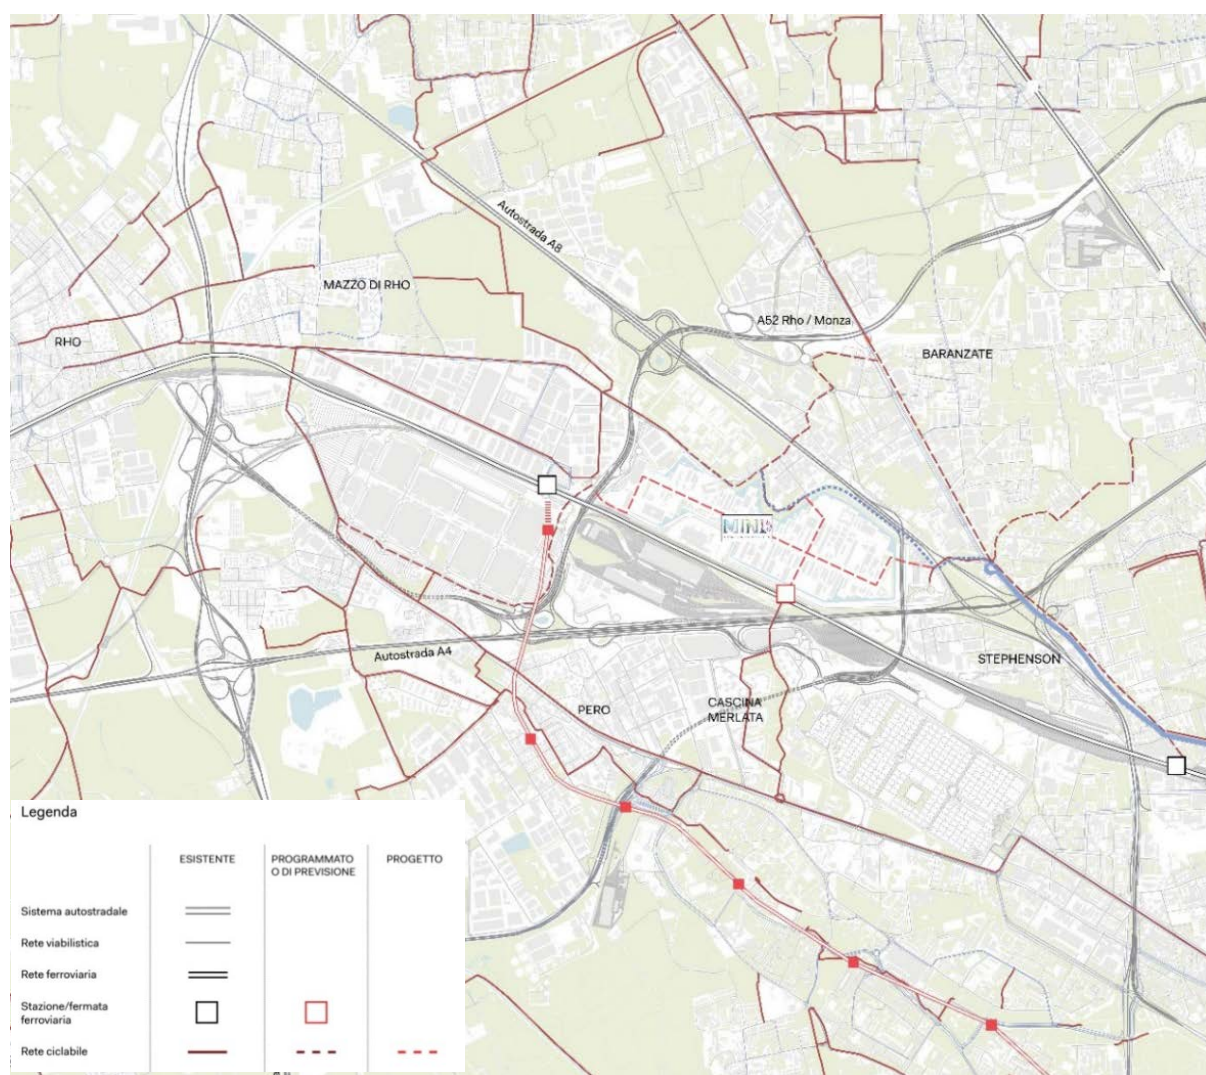 Autostrada A8
MAZZO DI RHO
A52 Rho / Monza
RHO
BARANZATE
Autostrada A4
STEPHENSON
PERO
CASCINA
MERLATA
Legenda
ESISTENTE
PROGRAMMATO
O DI PREVISIONE
PROGETTO
Sistema autostradale
Rete viabilistica
Rete ferroviaria
Stazione/fermata
ferroviaria
Rete ciclabile